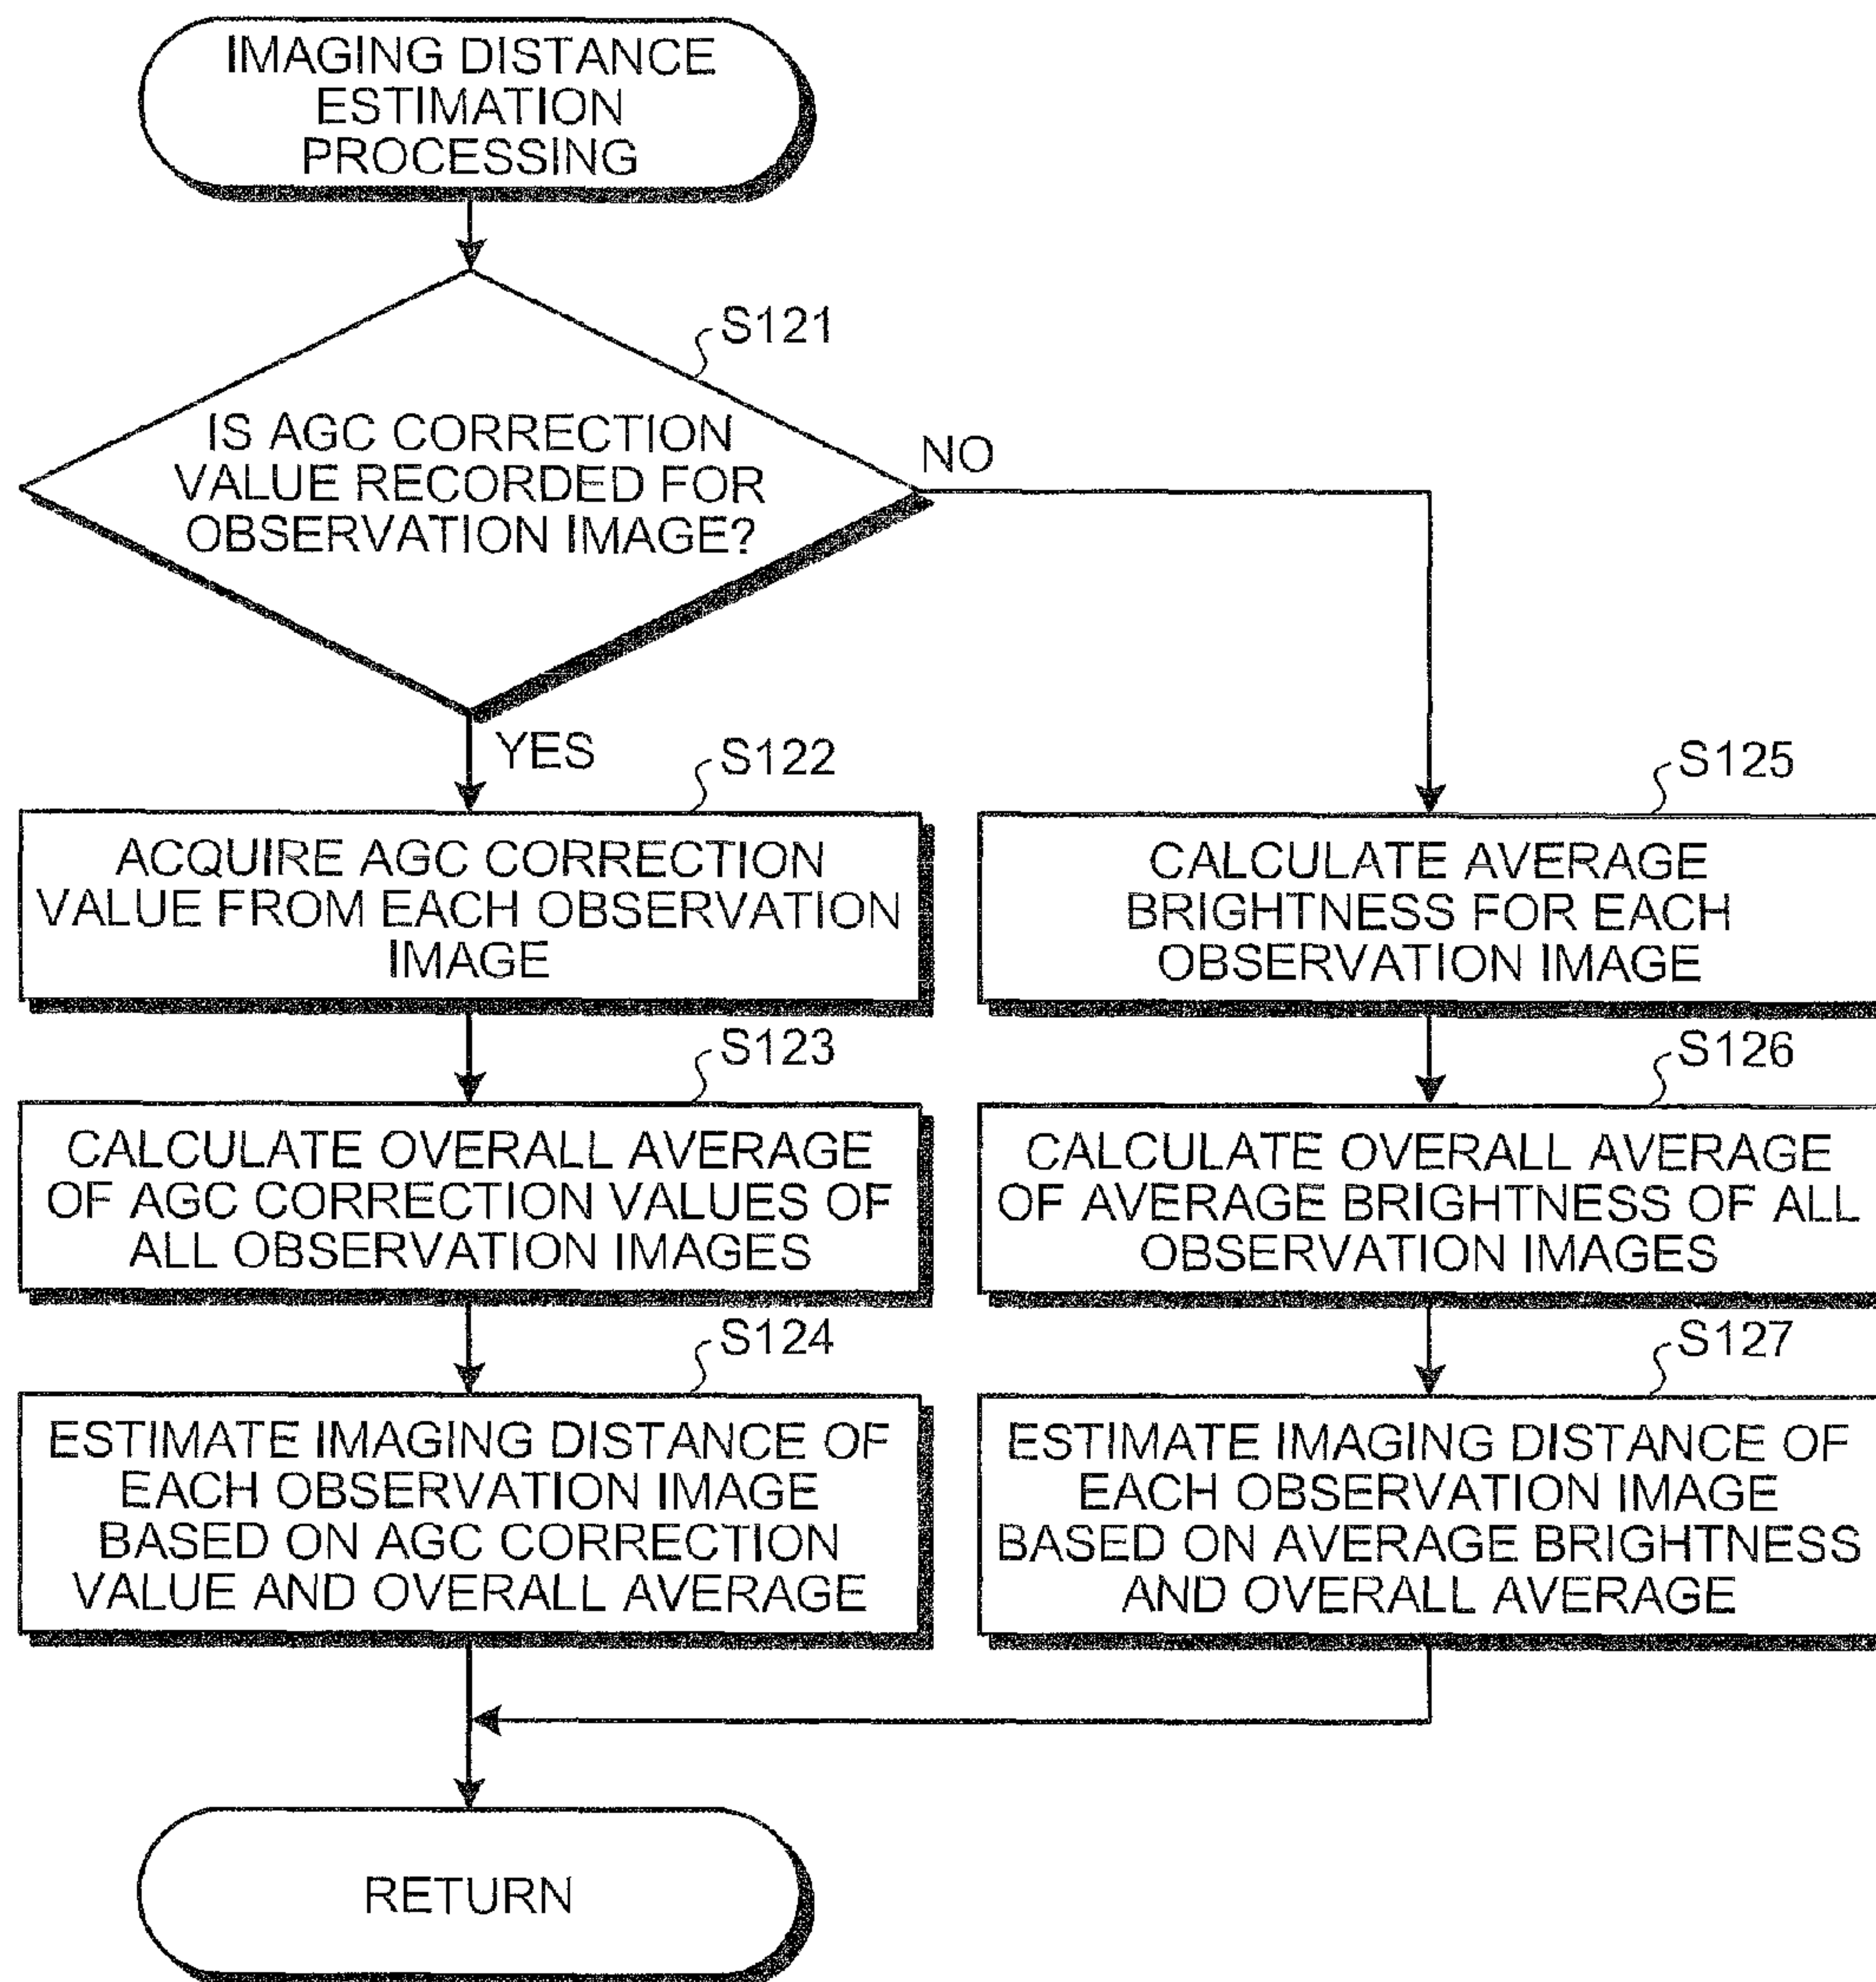 IMAGING DISTANCE
ESTIMATION
PROCESSING
S121
IS AGC CORRECTION
VALUE RECORDED FOR
OBSERVATION IMAGE?
NO
YES
S122
ACQUIRE AGC CORRECTION
VALUE FROM EACH OBSERVATION
IMAGE
S123
CALCULATE OVERALL AVERAGE
OF AGC CORRECTION VALUES OF
ALL OBSERVATION IMAGES
S124
ESTIMATE IMAGING DISTANCE OF
EACH OBSERVATION IMAGE
BASED ON AGC CORRECTION
VALUE AND OVERALL AVERAGE
S125
CALCULATE AVERAGE
BRIGHTNESS FOR EACH
OBSERVATION IMAGE
S126
CALCULATE OVERALL AVERAGE
OF AVERAGE BRIGHTNESS OF ALL
OBSERVATION IMAGES
S127
ESTIMATE IMAGING DISTANCE OF
EACH OBSERVATION IMAGE
BASED ON AVERAGE BRIGHTNESS
AND OVERALL AVERAGE
RETURN